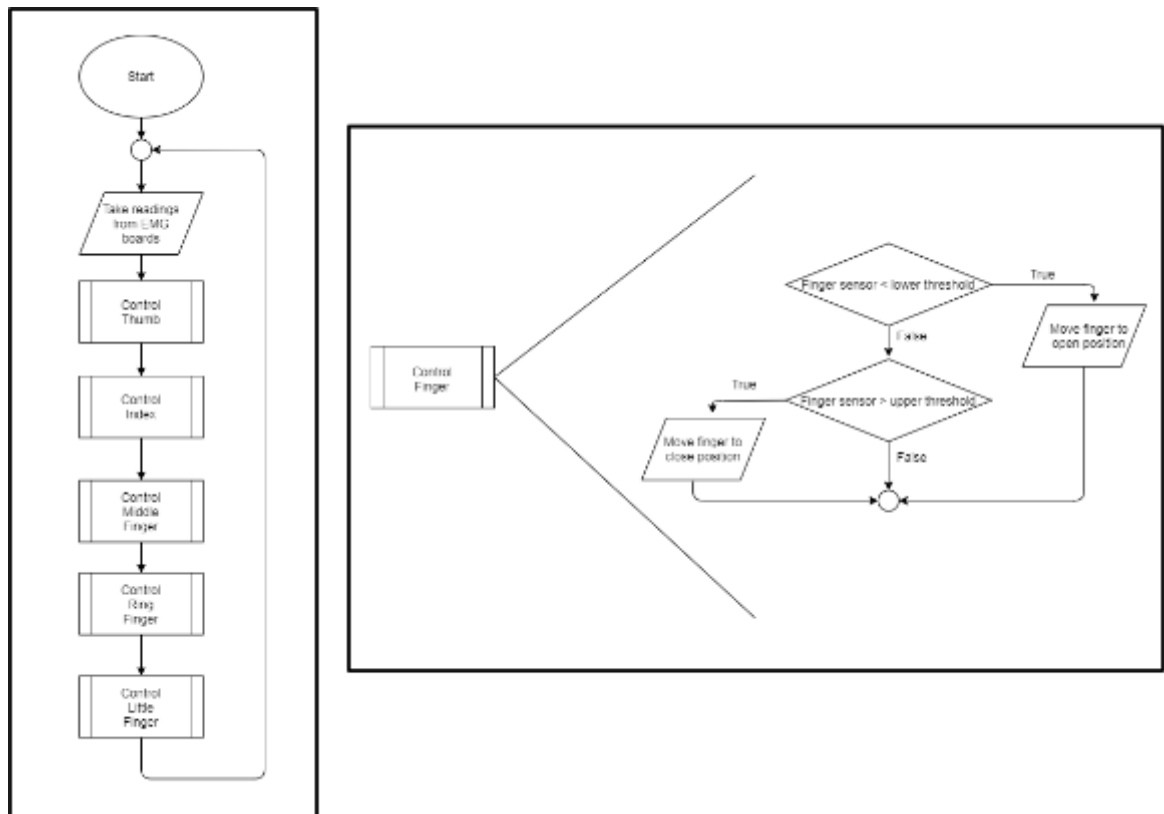 Start
Take readings
from EMG
boards
Control
Thumb
Control
Index
Control
Middle
Finger
Control
Ring
Finger
Control
Little
Finger
Control
Finger
Finger sensor < lower threshold
True
Move finger to
open position
False
Finger sensor > upper threshold
True
Move finger to
close position
False